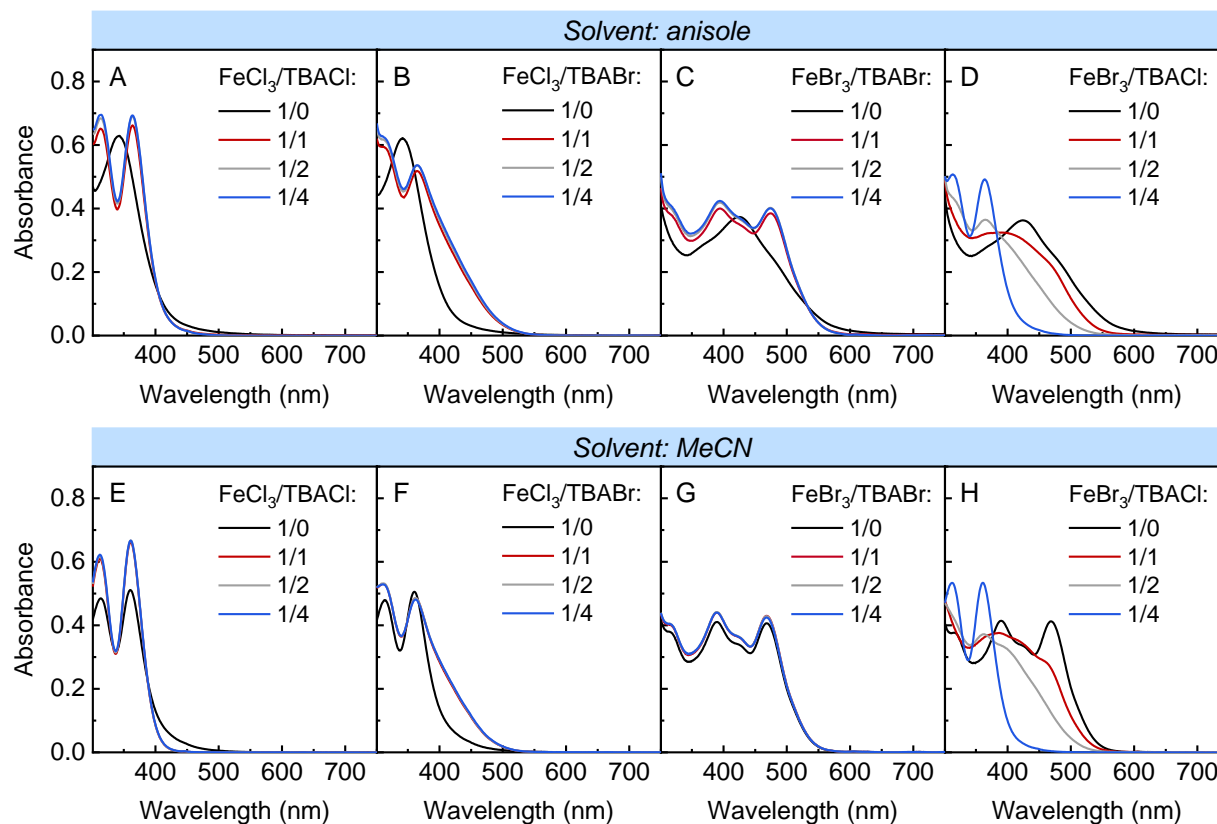 Solvent: anisole
Absorbance
0.8
0.6
0.4
0.2
0.0
A
FeCl₃/TBACl:
1/0
1/1
1/2
1/4
400 500 600 700
Wavelength (nm)
B
FeCl₃/TBABr:
1/0
1/1
1/2
1/4
400 500 600 700
Wavelength (nm)
C
FeBr₃/TBABr:
1/0
1/1
1/2
1/4
400 500 600 700
Wavelength (nm)
D
FeBr₃/TBACl:
1/0
1/1
1/2
1/4
400 500 600 700
Wavelength (nm)
Solvent: MeCN
Absorbance
0.8
0.6
0.4
0.2
0.0
E
FeCl₃/TBACl:
1/0
1/1
1/2
1/4
400 500 600 700
Wavelength (nm)
F
FeCl₃/TBABr:
1/0
1/1
1/2
1/4
400 500 600 700
Wavelength (nm)
G
FeBr₃/TBABr:
1/0
1/1
1/2
1/4
400 500 600 700
Wavelength (nm)
H
FeBr₃/TBACl:
1/0
1/1
1/2
1/4
400 500 600 700
Wavelength (nm)